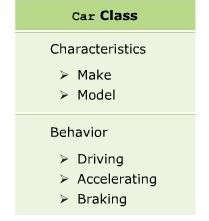 Car Class
Characteristics
➢ Make
➢ Model
Behavior
➢ Driving
➢ Accelerating
➢ Braking